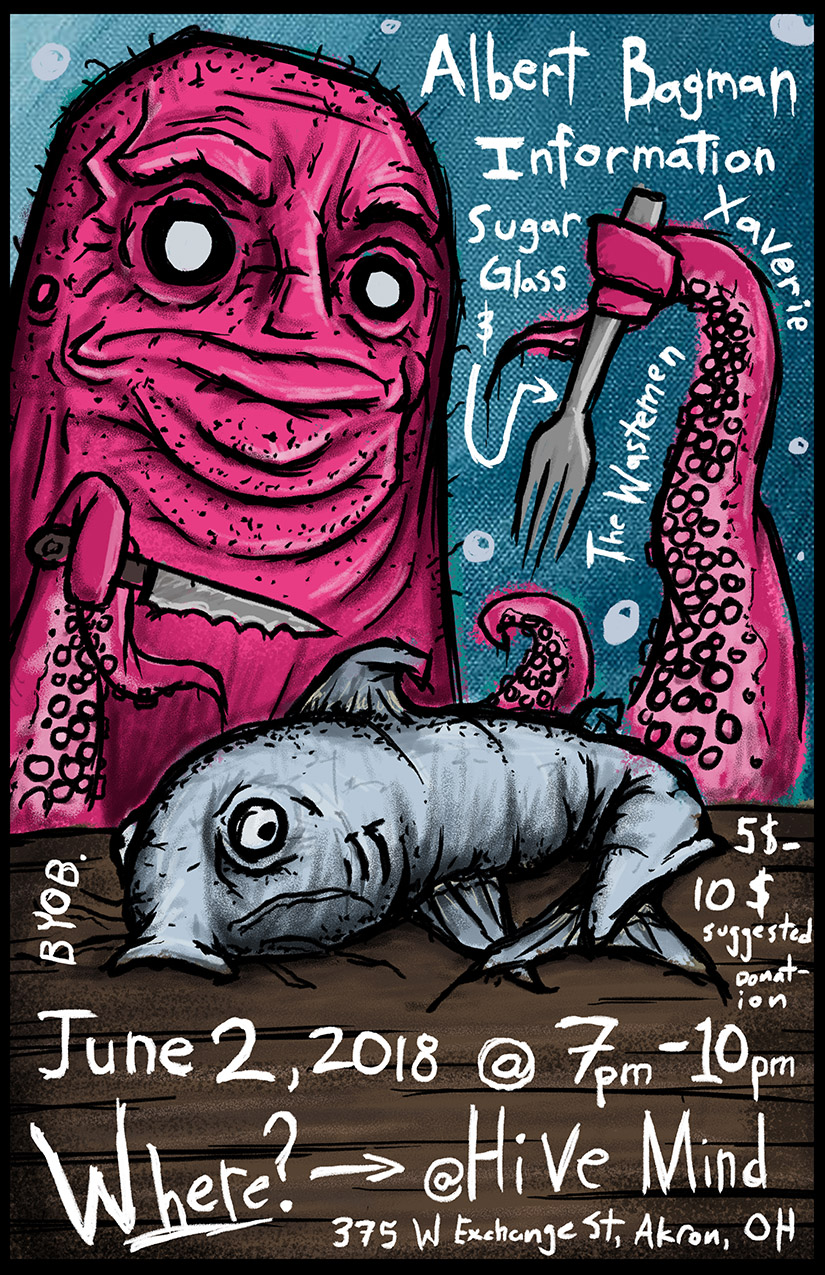 Albert Bagman
Information
Sugar
Glass
Xaverie
&
The Wastemen
BYOB.
5$-
10$
suggested
Donat-
ion
June 2, 2018 @ 7pm-10pm
Where? → @Hive Mind
375 W Exchange St, Akron, OH